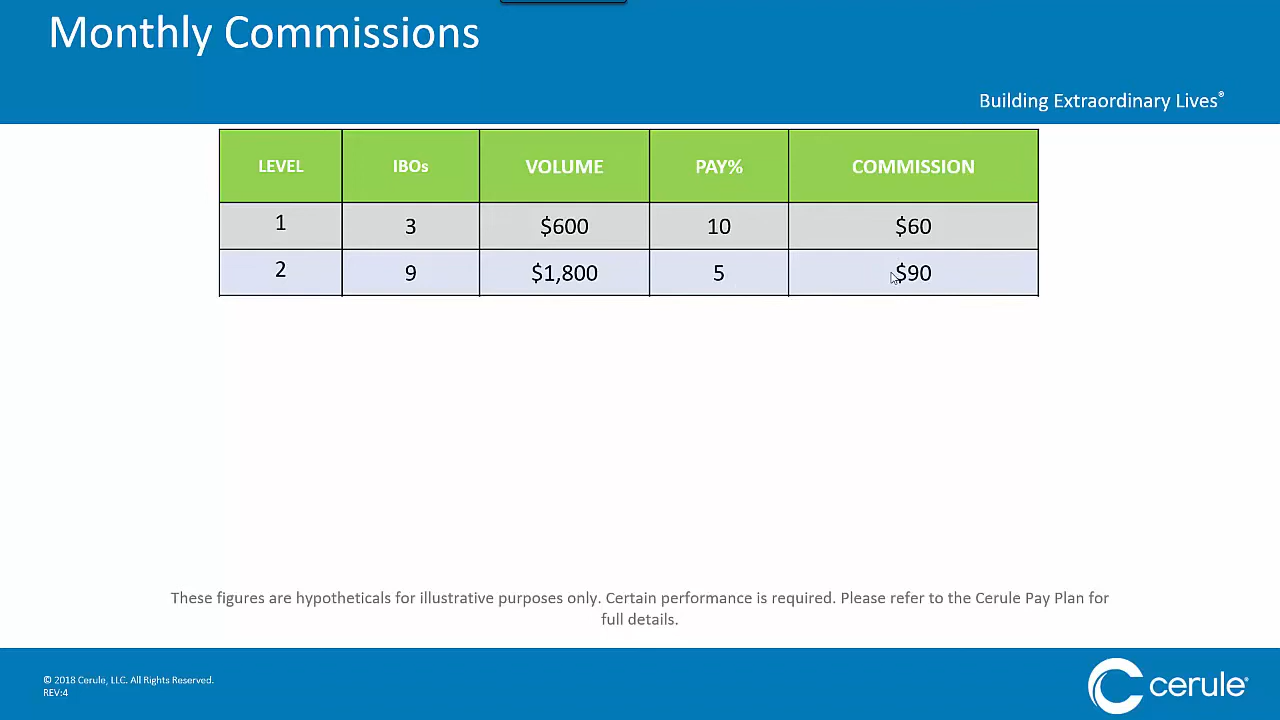 Monthly Commissions
Building Extraordinary Lives®
LEVEL IBOs VOLUME PAY% COMMISSION
1 3 $600 10 $60
2 9 $1,800 5 $90
These figures are hypotheticals for illustrative purposes only. Certain performance is required. Please refer to the Cerule Pay Plan for
full details.
© 2018 Cerule, LLC. All Rights Reserved.
REV:4
cerule®